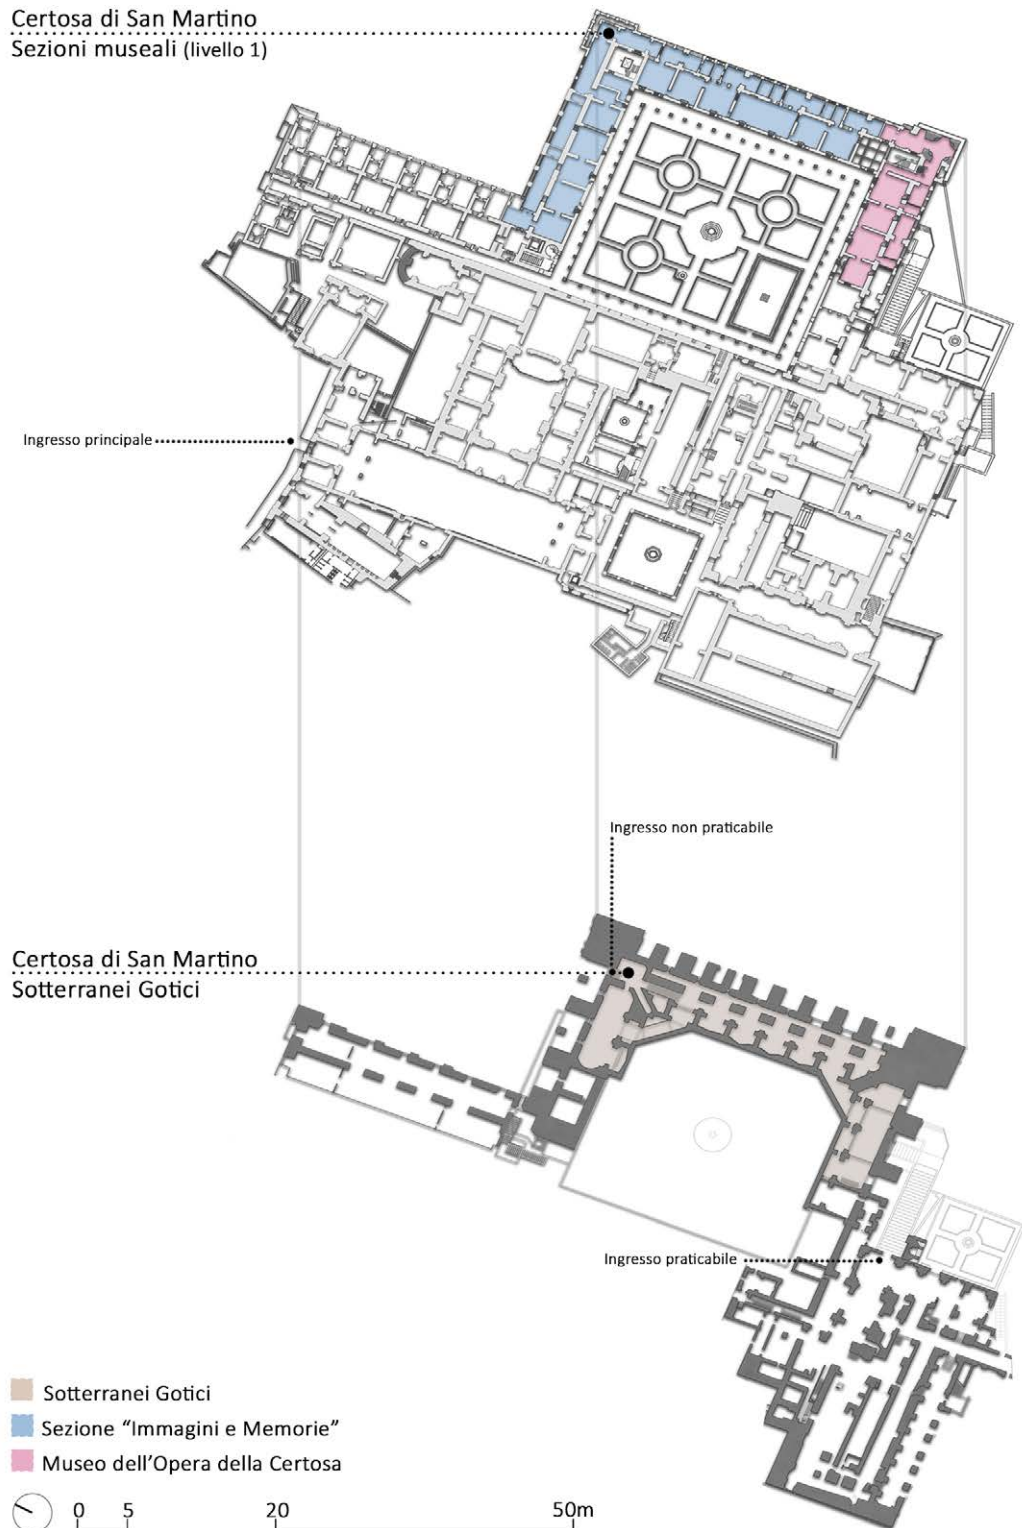 Certosa di San Martino
Sezioni museali (livello 1)
Ingresso principale
Ingresso non praticabile
Certosa di San Martino
Sotterranei Gotici
Ingresso praticabile
Sotterranei Gotici
Sezione “Immagini e Memorie”
Museo dell’Opera della Certosa
0 5 20 50m